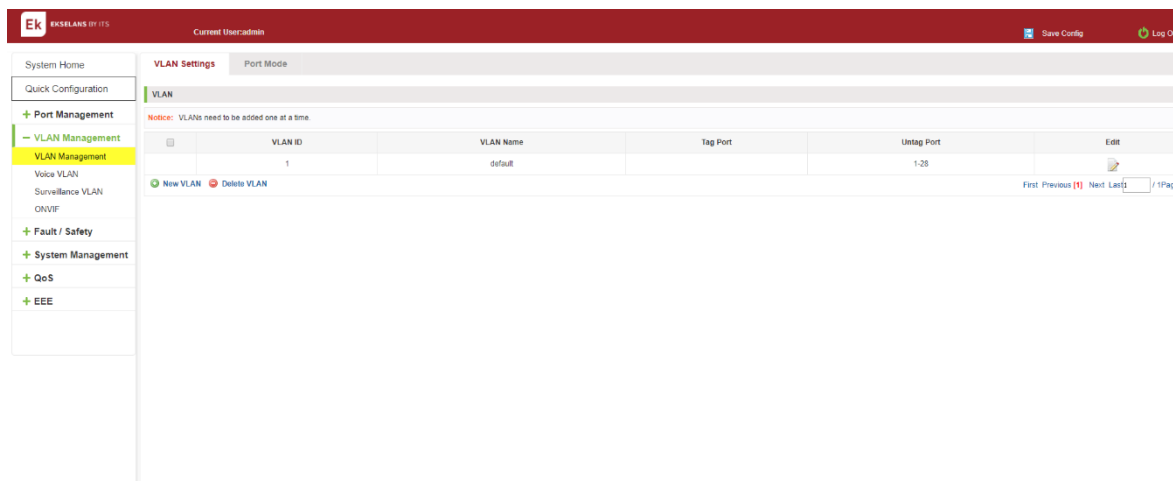 Ek EKSELANS BY ITS
Current User:admin
Save Config
Log O
System Home
Quick Configuration
+ Port Management
− VLAN Management
VLAN Management
Voice VLAN
Surveillance VLAN
ONVIF
+ Fault / Safety
+ System Management
+ QoS
+ EEE
VLAN Settings Port Mode
VLAN
Notice: VLANs need to be added one at a time.
VLAN ID VLAN Name Tag Port Untag Port Edit
1 default 1-28
New VLAN Delete VLAN First Previous [1] Next Last 1 / 1Pag